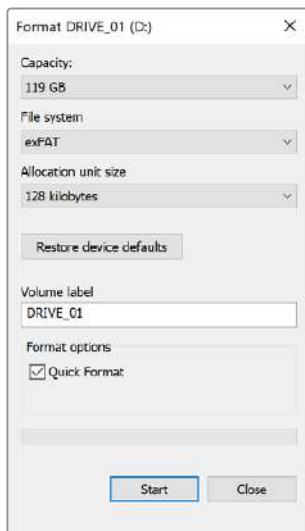 Format DRIVE_01 (D:)
Capacity:
119 GB
File system
exFAT
Allocation unit size
128 kilobytes
Restore device defaults
Volume label
DRIVE_01
Format options
Quick Format
Start Close